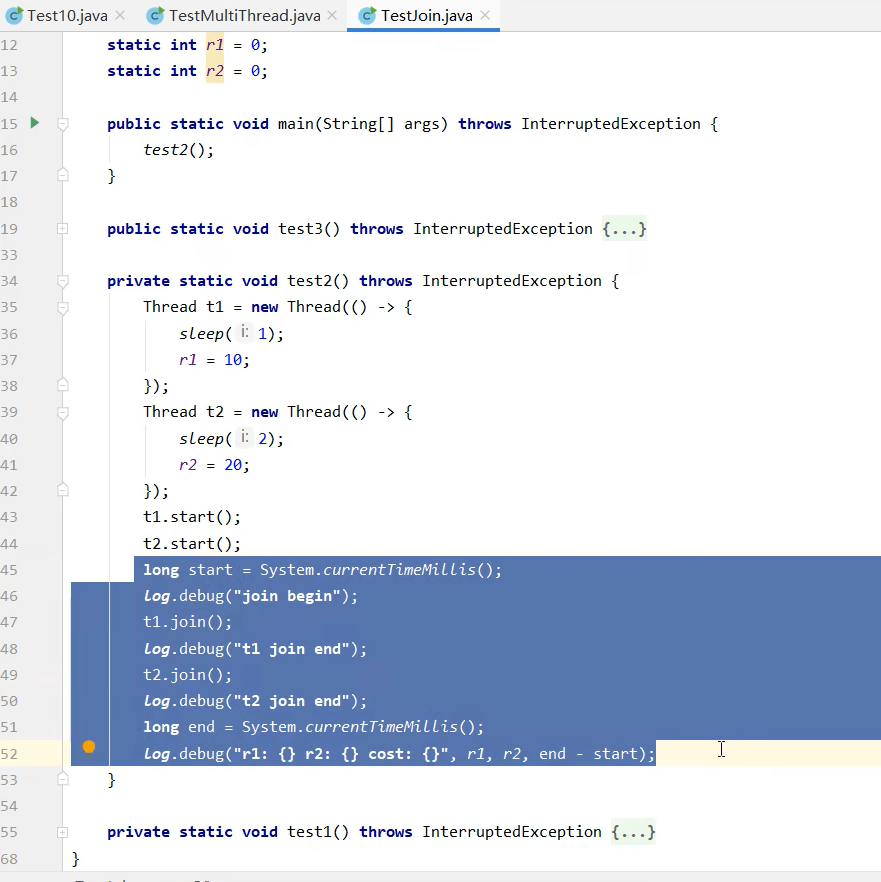 Test10.java × TestMultiThread.java × TestJoin.java ×
12 static int r1 = 0;
13 static int r2 = 0;
14
15 public static void main(String[] args) throws InterruptedException {
16 test2();
17 }
18
19 public static void test3() throws InterruptedException {...}
33
34 private static void test2() throws InterruptedException {
35 Thread t1 = new Thread(() -> {
36 sleep( i: 1);
37 r1 = 10;
38 });
39 Thread t2 = new Thread(() -> {
40 sleep( i: 2);
41 r2 = 20;
42 });
43 t1.start();
44 t2.start();
45 long start = System.currentTimeMillis();
46 log.debug("join begin");
47 t1.join();
48 log.debug("t1 join end");
49 t2.join();
50 log.debug("t2 join end");
51 long end = System.currentTimeMillis();
52 log.debug("r1: {} r2: {} cost: {}", r1, r2, end - start);
53 }
54
55 private static void test1() throws InterruptedException {...}
68 }